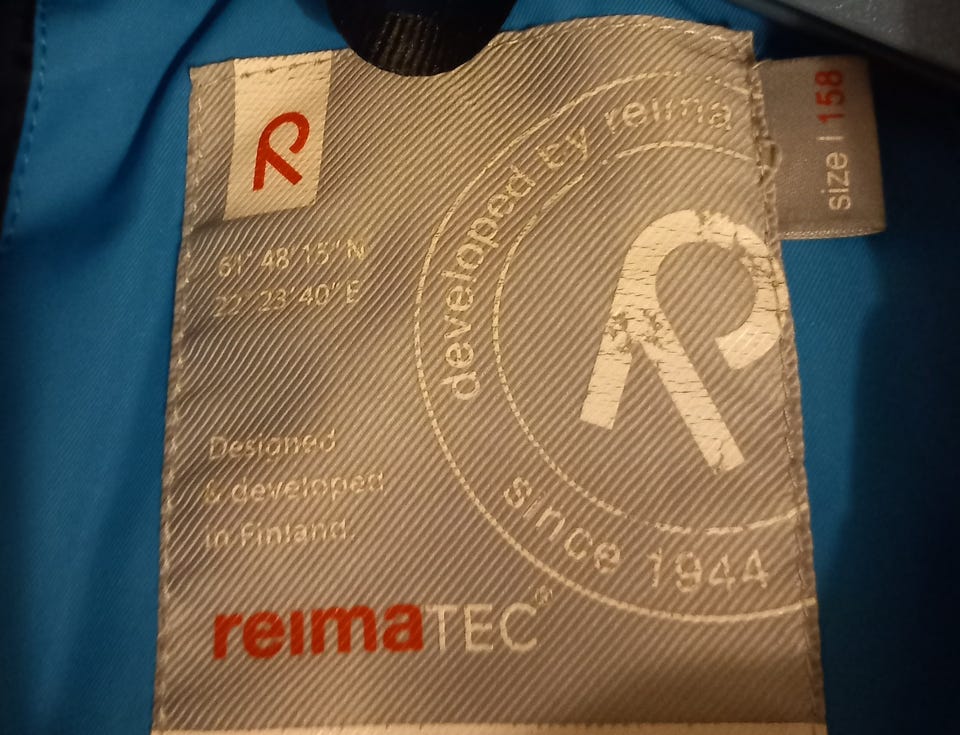 61° 48' 15" N
22° 23' 40" E
developed by reima
since 1944
Designed
& developed
in Finland.
reimaTEC®
size | 158